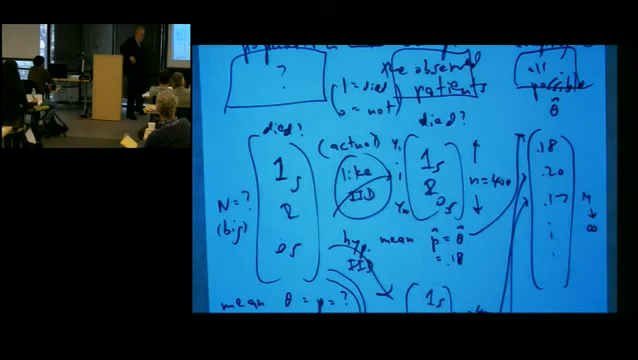 ?
the observed
patients
all
possible
1 = died
0 = not
θ̂
died?
died?
(actual)
y₁
1s
&
0s
like
IID
i
yₙ
1s
&
0s
n = 400
.18
.20
.17
M
↓
∞
N = ?
(big)
hyp.
IID
mean p̂ = θ̂
= .18
mean θ = p = ?
1s